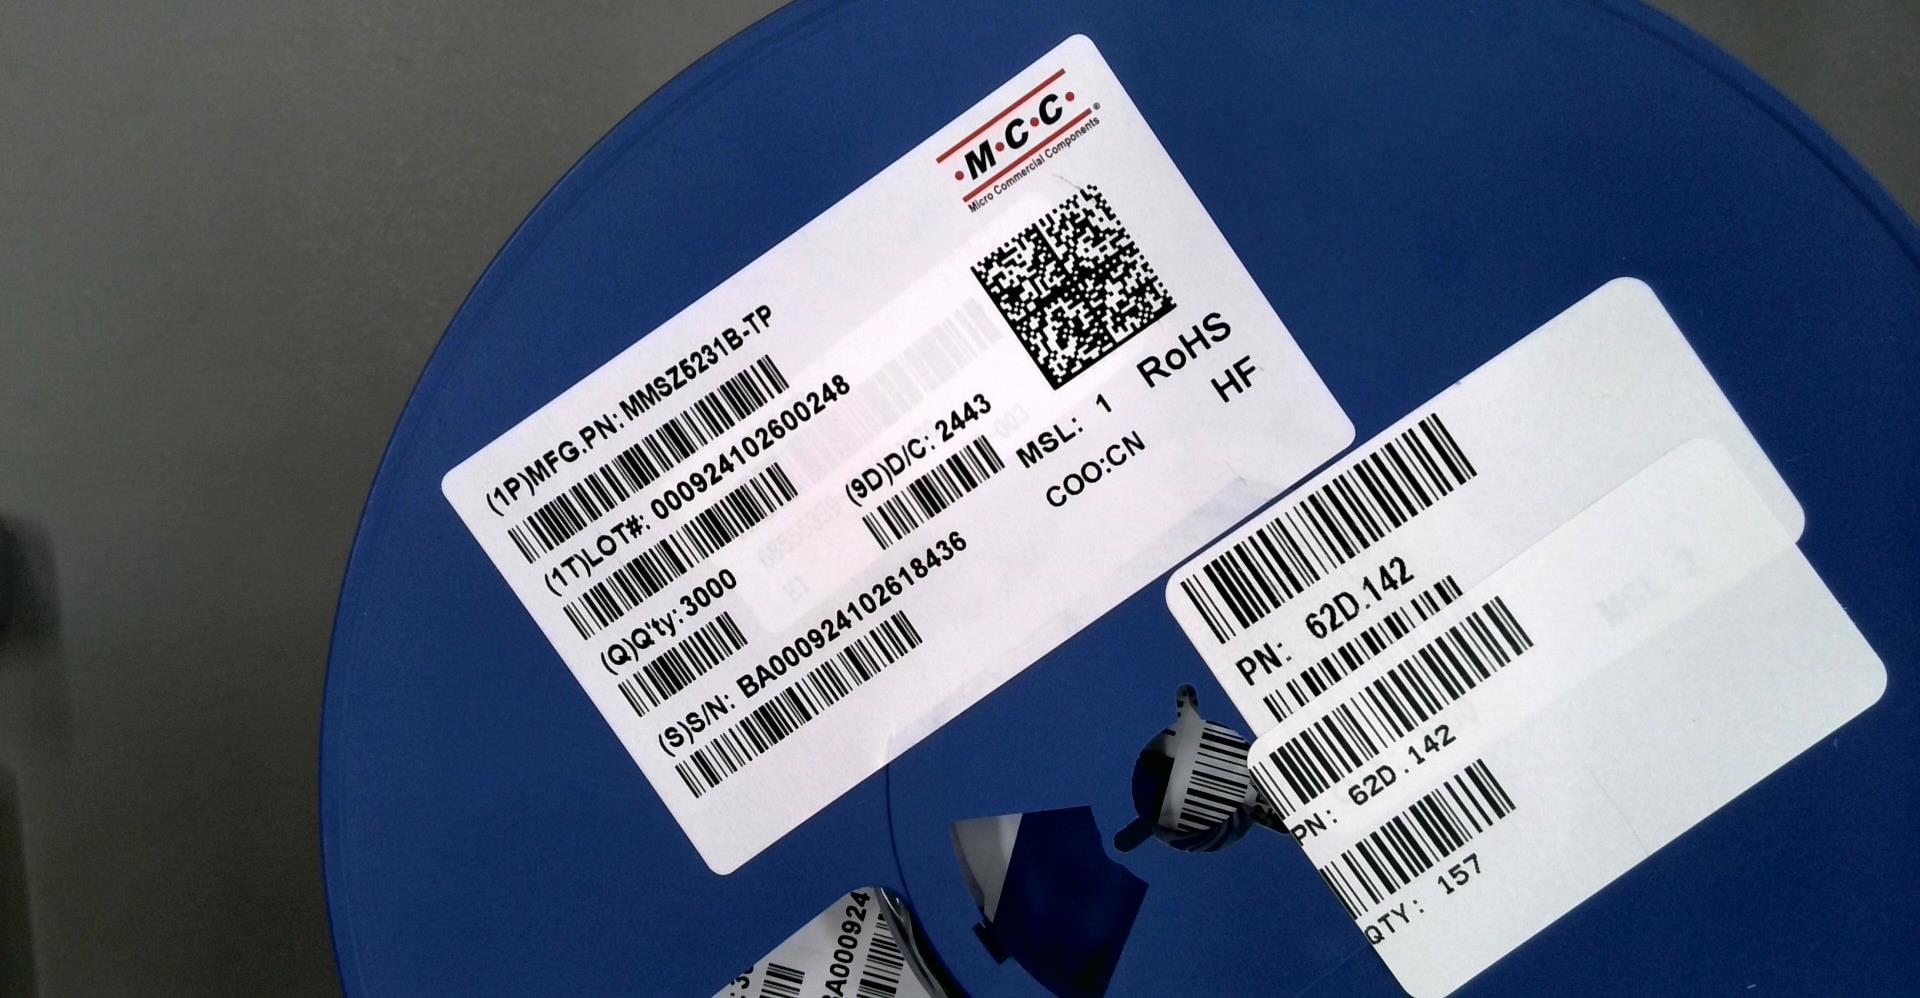 M·C·C
Micro Commercial Components
(1P)MFG.PN: MMSZ5231B-TP
(1T)LOT#: 000924102600248
(Q)Q'ty: 3000
(9D)D/C: 2443
MSL: 1
RoHS
HF
COO:CN
(S)S/N: BA000924102618436
PN: 62D.142
PN: 62D.142
QTY: 157
BA000924